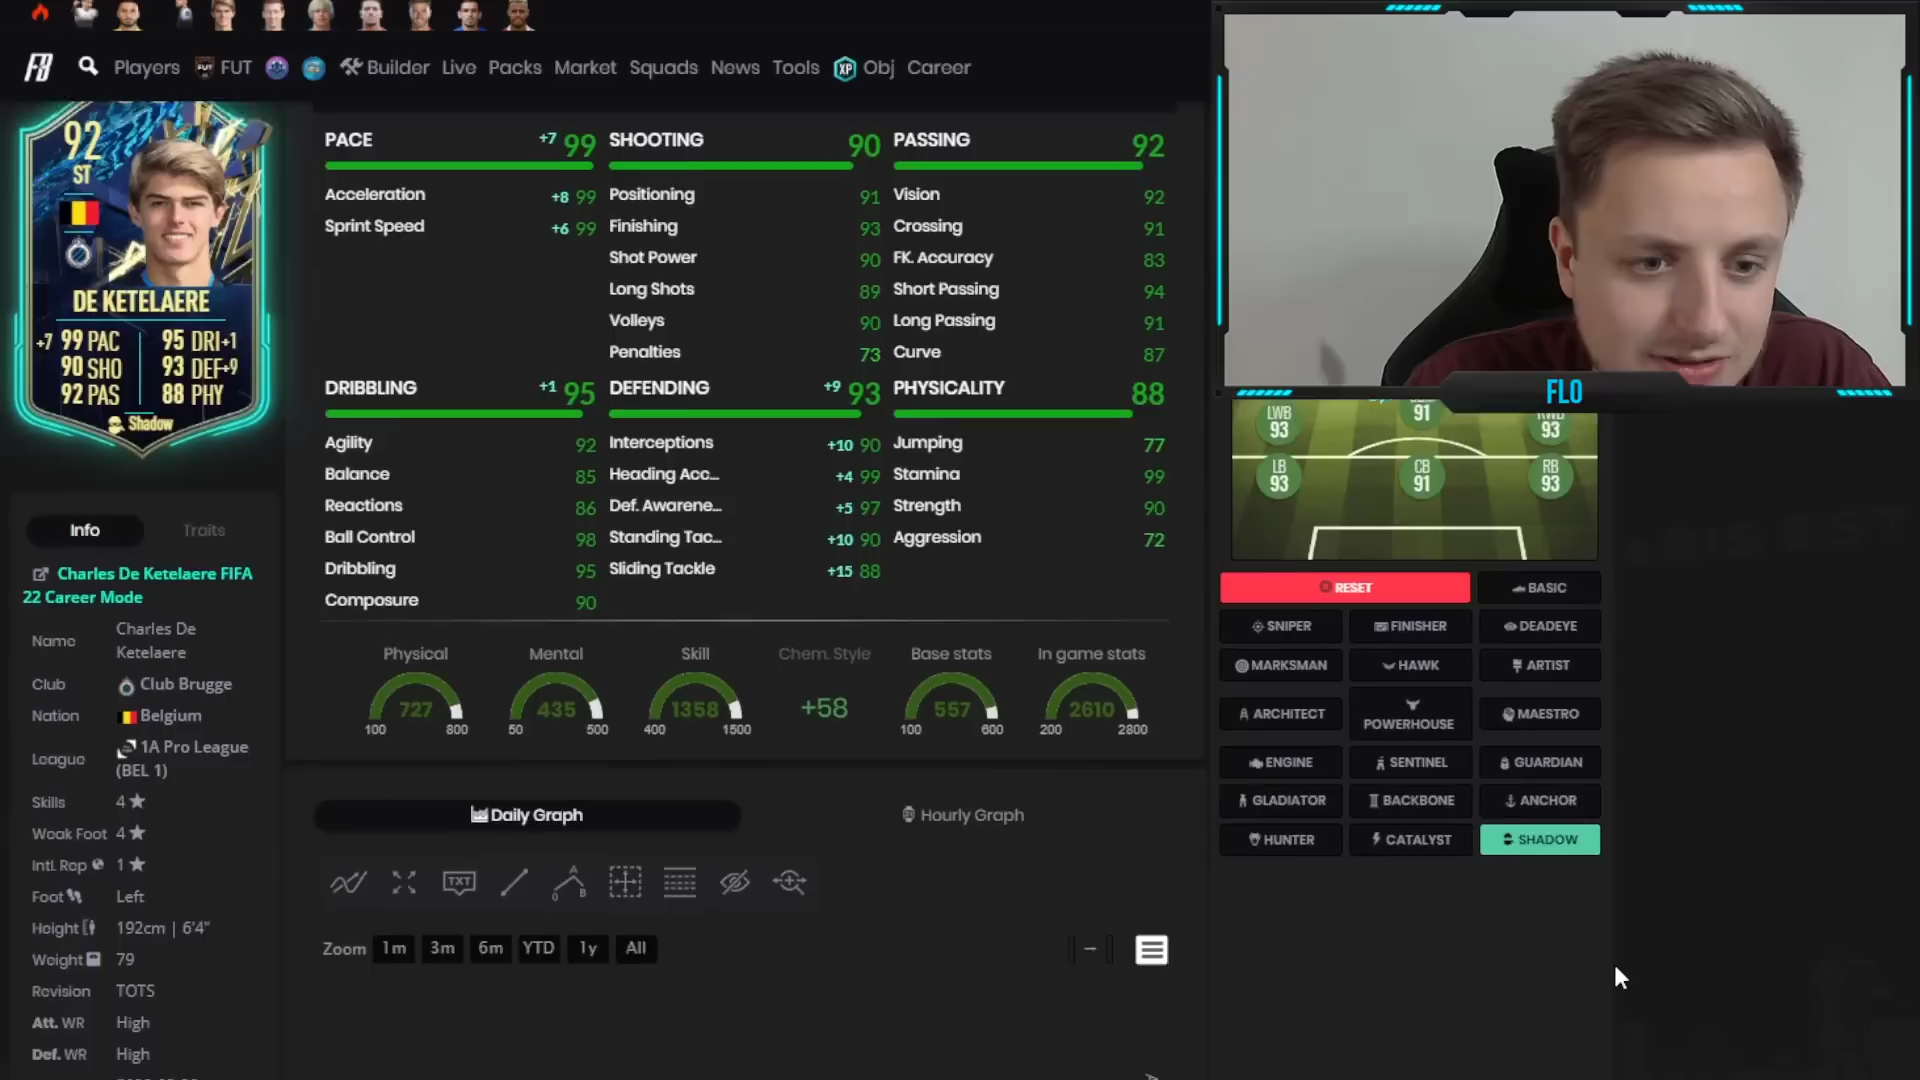 FB Players FUT Builder Live Packs Market Squads News Tools XP Obj Career
92
ST
DE KETELAERE
+7 99 PAC 95 DRI+1
90 SHO 93 DEF+9
92 PAS 88 PHY
Shadow
PACE +7 99
Acceleration +8 99
Sprint Speed +6 99
SHOOTING 90
Positioning 91
Finishing 93
Shot Power 90
Long Shots 89
Volleys 90
Penalties 73
PASSING 92
Vision 92
Crossing 91
FK. Accuracy 83
Short Passing 94
Long Passing 91
Curve 87
DRIBBLING +1 95
Agility 92
Balance 85
Reactions 86
Ball Control 98
Dribbling 95
Composure 90
DEFENDING +9 93
Interceptions +10 90
Heading Acc... +4 99
Def. Awarene... +5 97
Standing Tac... +10 90
Sliding Tackle +15 88
PHYSICALITY 88
Jumping 77
Stamina 99
Strength 90
Aggression 72
Physical 727 100 800
Mental 435 50 500
Skill 1358 400 1500
Chem. Style +58
Base stats 557 100 600
In game stats 2610 200 2800
Info Traits
Charles De Ketelaere FIFA
22 Career Mode
Name Charles De
Ketelaere
Club Club Brugge
Nation Belgium
League 1A Pro League
(BEL 1)
Skills 4
Weak Foot 4
Intl. Rep 1
Foot Left
Height 192cm | 6'4"
Weight 79
Revision TOTS
Att. WR High
Def. WR High
Daily Graph Hourly Graph
TXT
Zoom 1m 3m 6m YTD 1y All
FLO
LWB 93
91
RWB 93
LB 93
CB 91
RB 93
RESET BASIC
SNIPER FINISHER DEADEYE
MARKSMAN HAWK ARTIST
ARCHITECT POWERHOUSE MAESTRO
ENGINE SENTINEL GUARDIAN
GLADIATOR BACKBONE ANCHOR
HUNTER CATALYST SHADOW